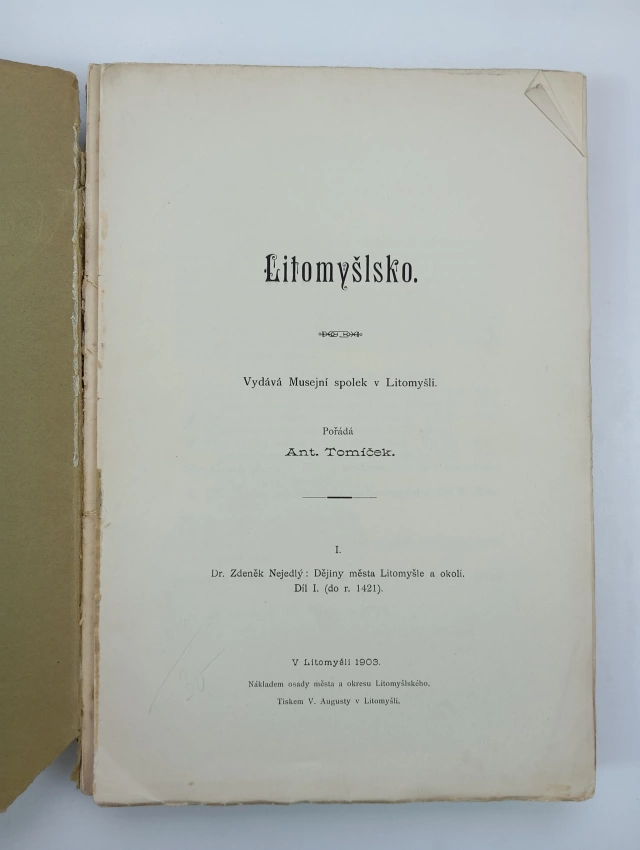 Litomyšlsko.
Vydává Musejní spolek v Litomyšli.
Pořádá
Ant. Tomíček.
I.
Dr. Zdeněk Nejedlý: Dějiny města Litomyšle a okolí.
Díl I. (do r. 1421).
V Litomyšli 1903.
Nákladem osady města a okresu Litomyšlského.
Tiskem V. Augusty v Litomyšli.